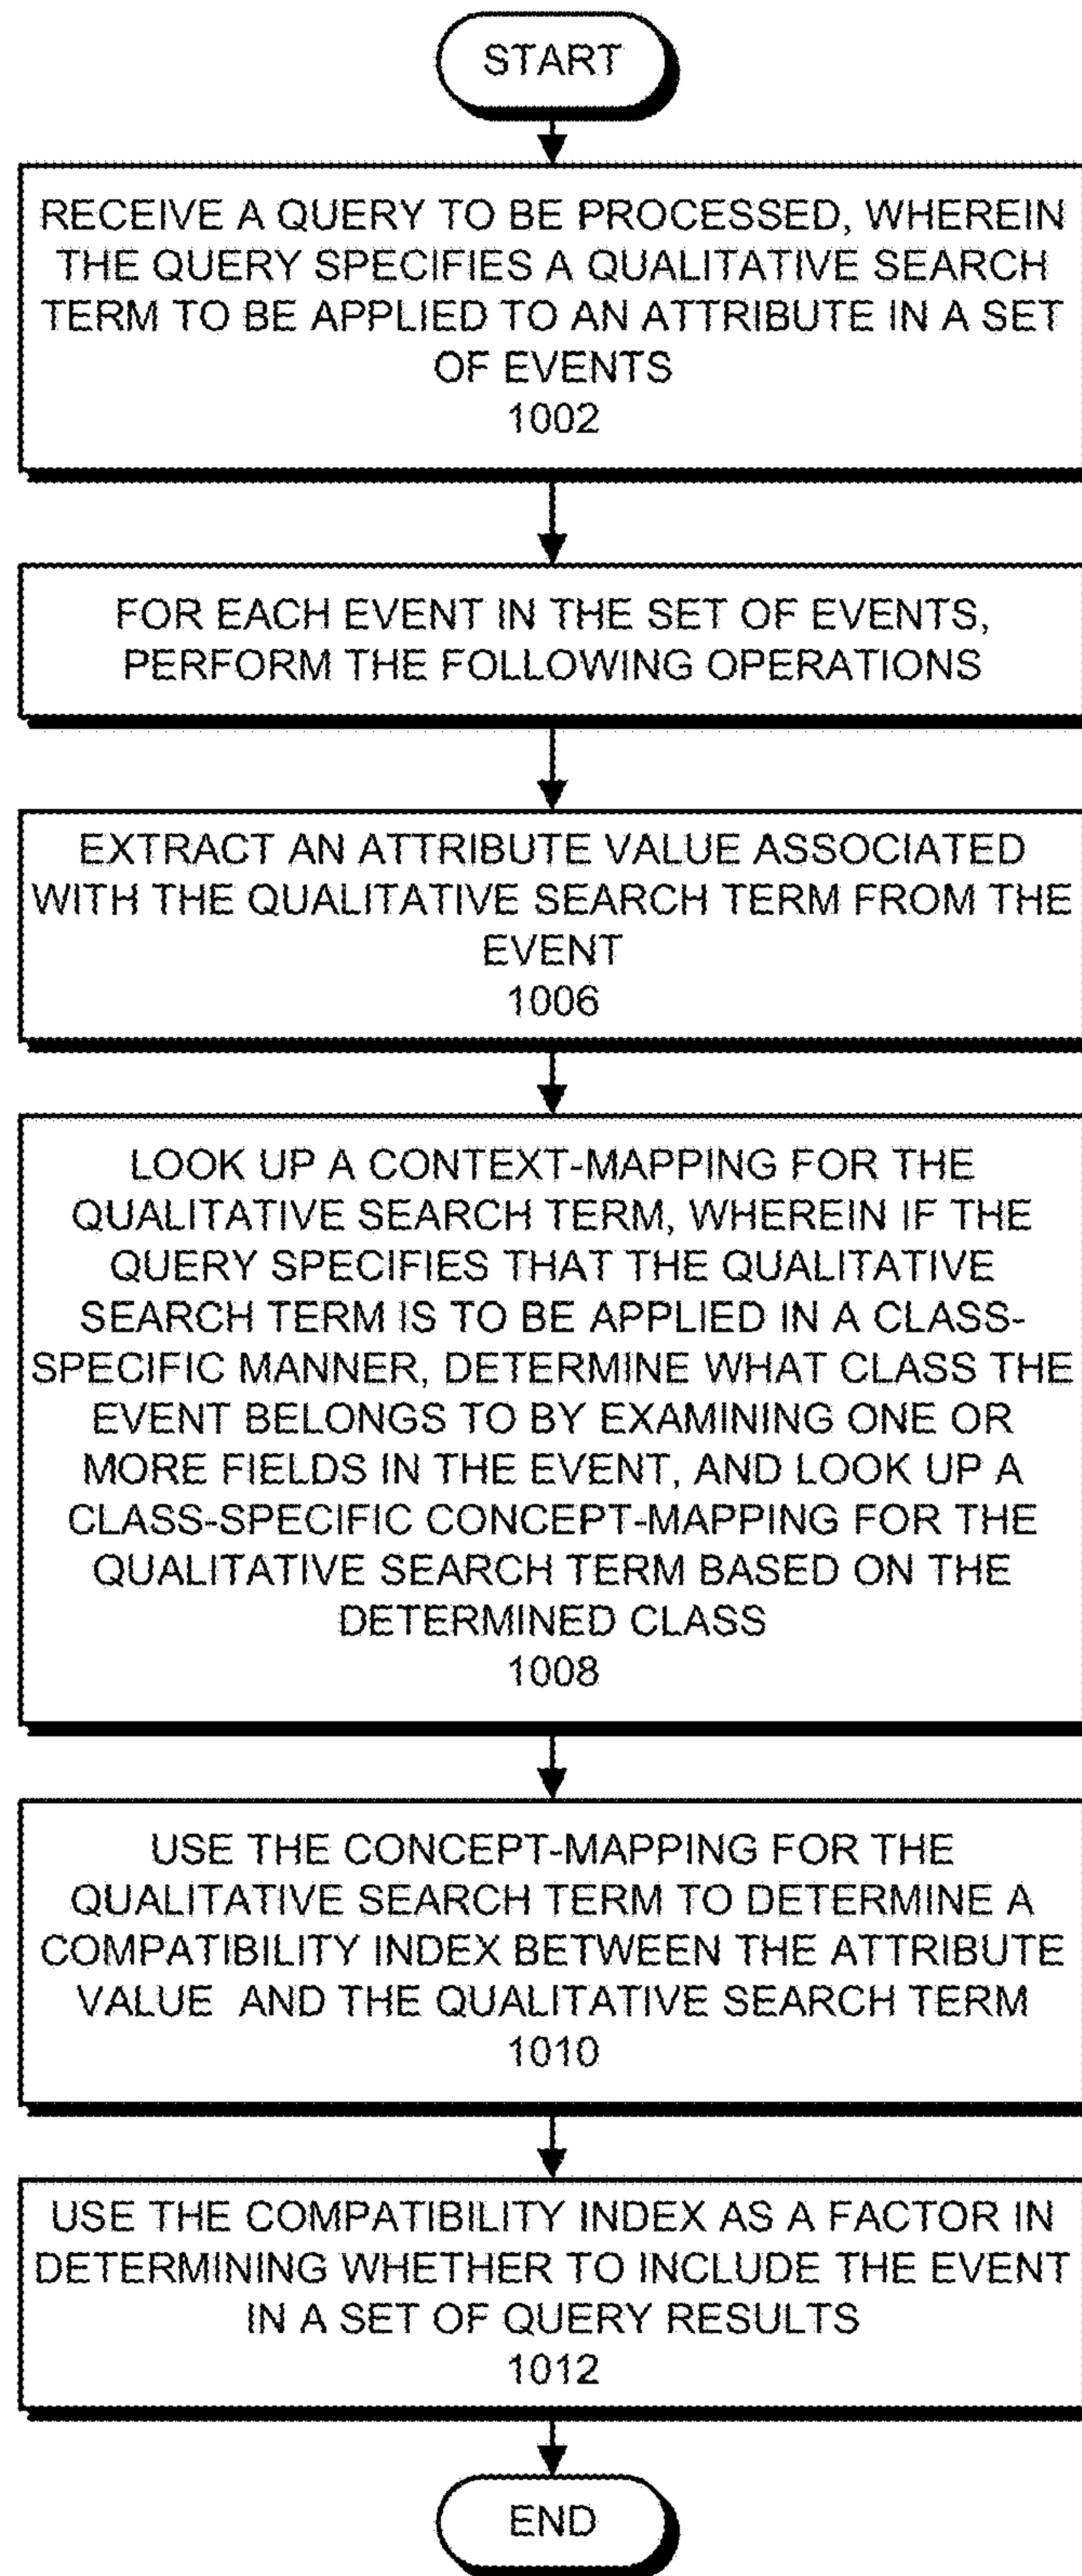 START
RECEIVE A QUERY TO BE PROCESSED, WHEREIN
THE QUERY SPECIFIES A QUALITATIVE SEARCH
TERM TO BE APPLIED TO AN ATTRIBUTE IN A SET
OF EVENTS
1002
FOR EACH EVENT IN THE SET OF EVENTS,
PERFORM THE FOLLOWING OPERATIONS
EXTRACT AN ATTRIBUTE VALUE ASSOCIATED
WITH THE QUALITATIVE SEARCH TERM FROM THE
EVENT
1006
LOOK UP A CONTEXT-MAPPING FOR THE
QUALITATIVE SEARCH TERM, WHEREIN IF THE
QUERY SPECIFIES THAT THE QUALITATIVE
SEARCH TERM IS TO BE APPLIED IN A CLASS-
SPECIFIC MANNER, DETERMINE WHAT CLASS THE
EVENT BELONGS TO BY EXAMINING ONE OR
MORE FIELDS IN THE EVENT, AND LOOK UP A
CLASS-SPECIFIC CONCEPT-MAPPING FOR THE
QUALITATIVE SEARCH TERM BASED ON THE
DETERMINED CLASS
1008
USE THE CONCEPT-MAPPING FOR THE
QUALITATIVE SEARCH TERM TO DETERMINE A
COMPATIBILITY INDEX BETWEEN THE ATTRIBUTE
VALUE AND THE QUALITATIVE SEARCH TERM
1010
USE THE COMPATIBILITY INDEX AS A FACTOR IN
DETERMINING WHETHER TO INCLUDE THE EVENT
IN A SET OF QUERY RESULTS
1012
END